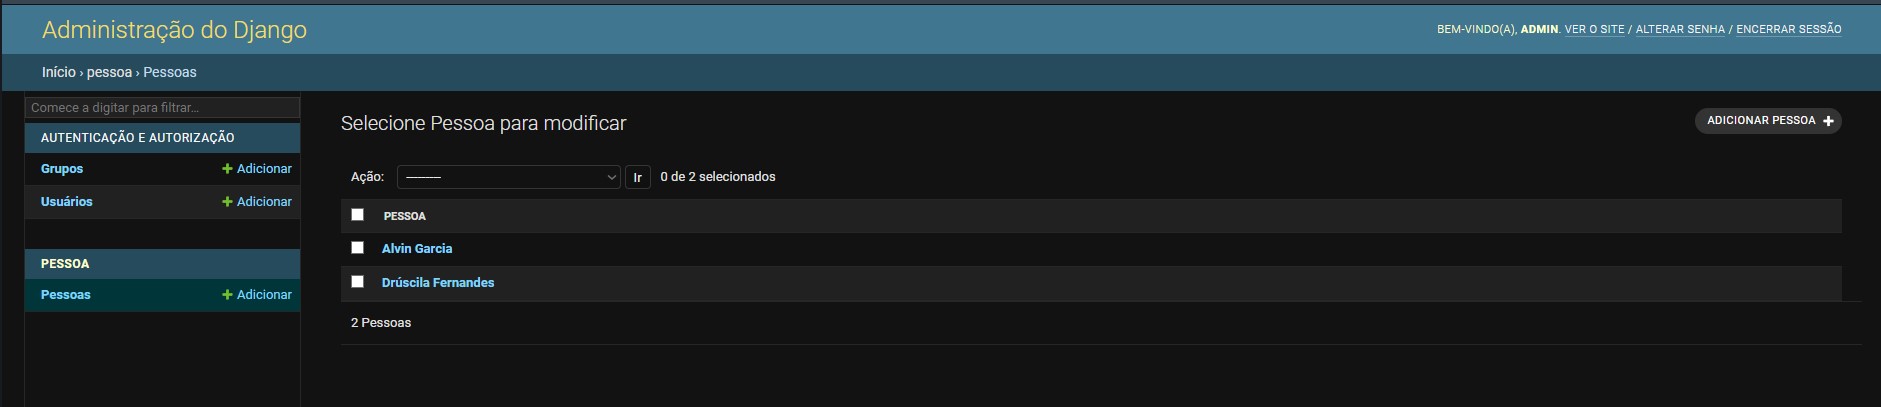 Administração do Django
BEM-VINDO(A), ADMIN. VER O SITE / ALTERAR SENHA / ENCERRAR SESSÃO
Início › pessoa › Pessoas
Comece a digitar para filtrar...
AUTENTICAÇÃO E AUTORIZAÇÃO
Grupos + Adicionar
Usuários + Adicionar
PESSOA
Pessoas + Adicionar
Selecione Pessoa para modificar
ADICIONAR PESSOA +
Ação: --------- Ir 0 de 2 selecionados
PESSOA
Alvin Garcia
Drúscila Fernandes
2 Pessoas